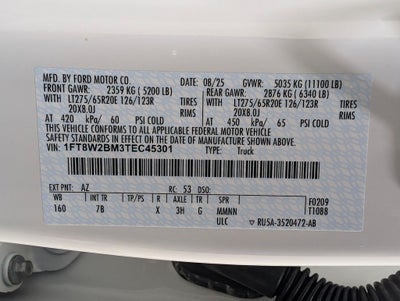 MFD. BY FORD MOTOR CO. 08/25 GVWR: 5035 KG (11100 LB)
FRONT GAWR: 2359 KG (5200 LB) REAR GAWR: 2876 KG (6340 LB)
WITH WITH
LT275/65R20E 126/123R TIRES LT275/65R20E 126/123R TIRES
20X8.0J RIMS 20X8.0J RIMS
AT 420 kPa/ 60 PSI COLD AT 450 kPa/ 65 PSI COLD
THIS VEHICLE CONFORMS TO ALL APPLICABLE FEDERAL MOTOR VEHICLE
SAFETY STANDARDS IN EFFECT ON THE DATE OF MANUFACTURE SHOWN ABOVE.
VIN: 1FT8W2BM3TEC45301 TYPE: Truck
EXT PNT: AZ RC: 53 DSO:
WB INT TR TP/PS R AXLE TR SPR F0209
160 7B X 3H G MMNN T1088
ULC RU5A-3520472-AB